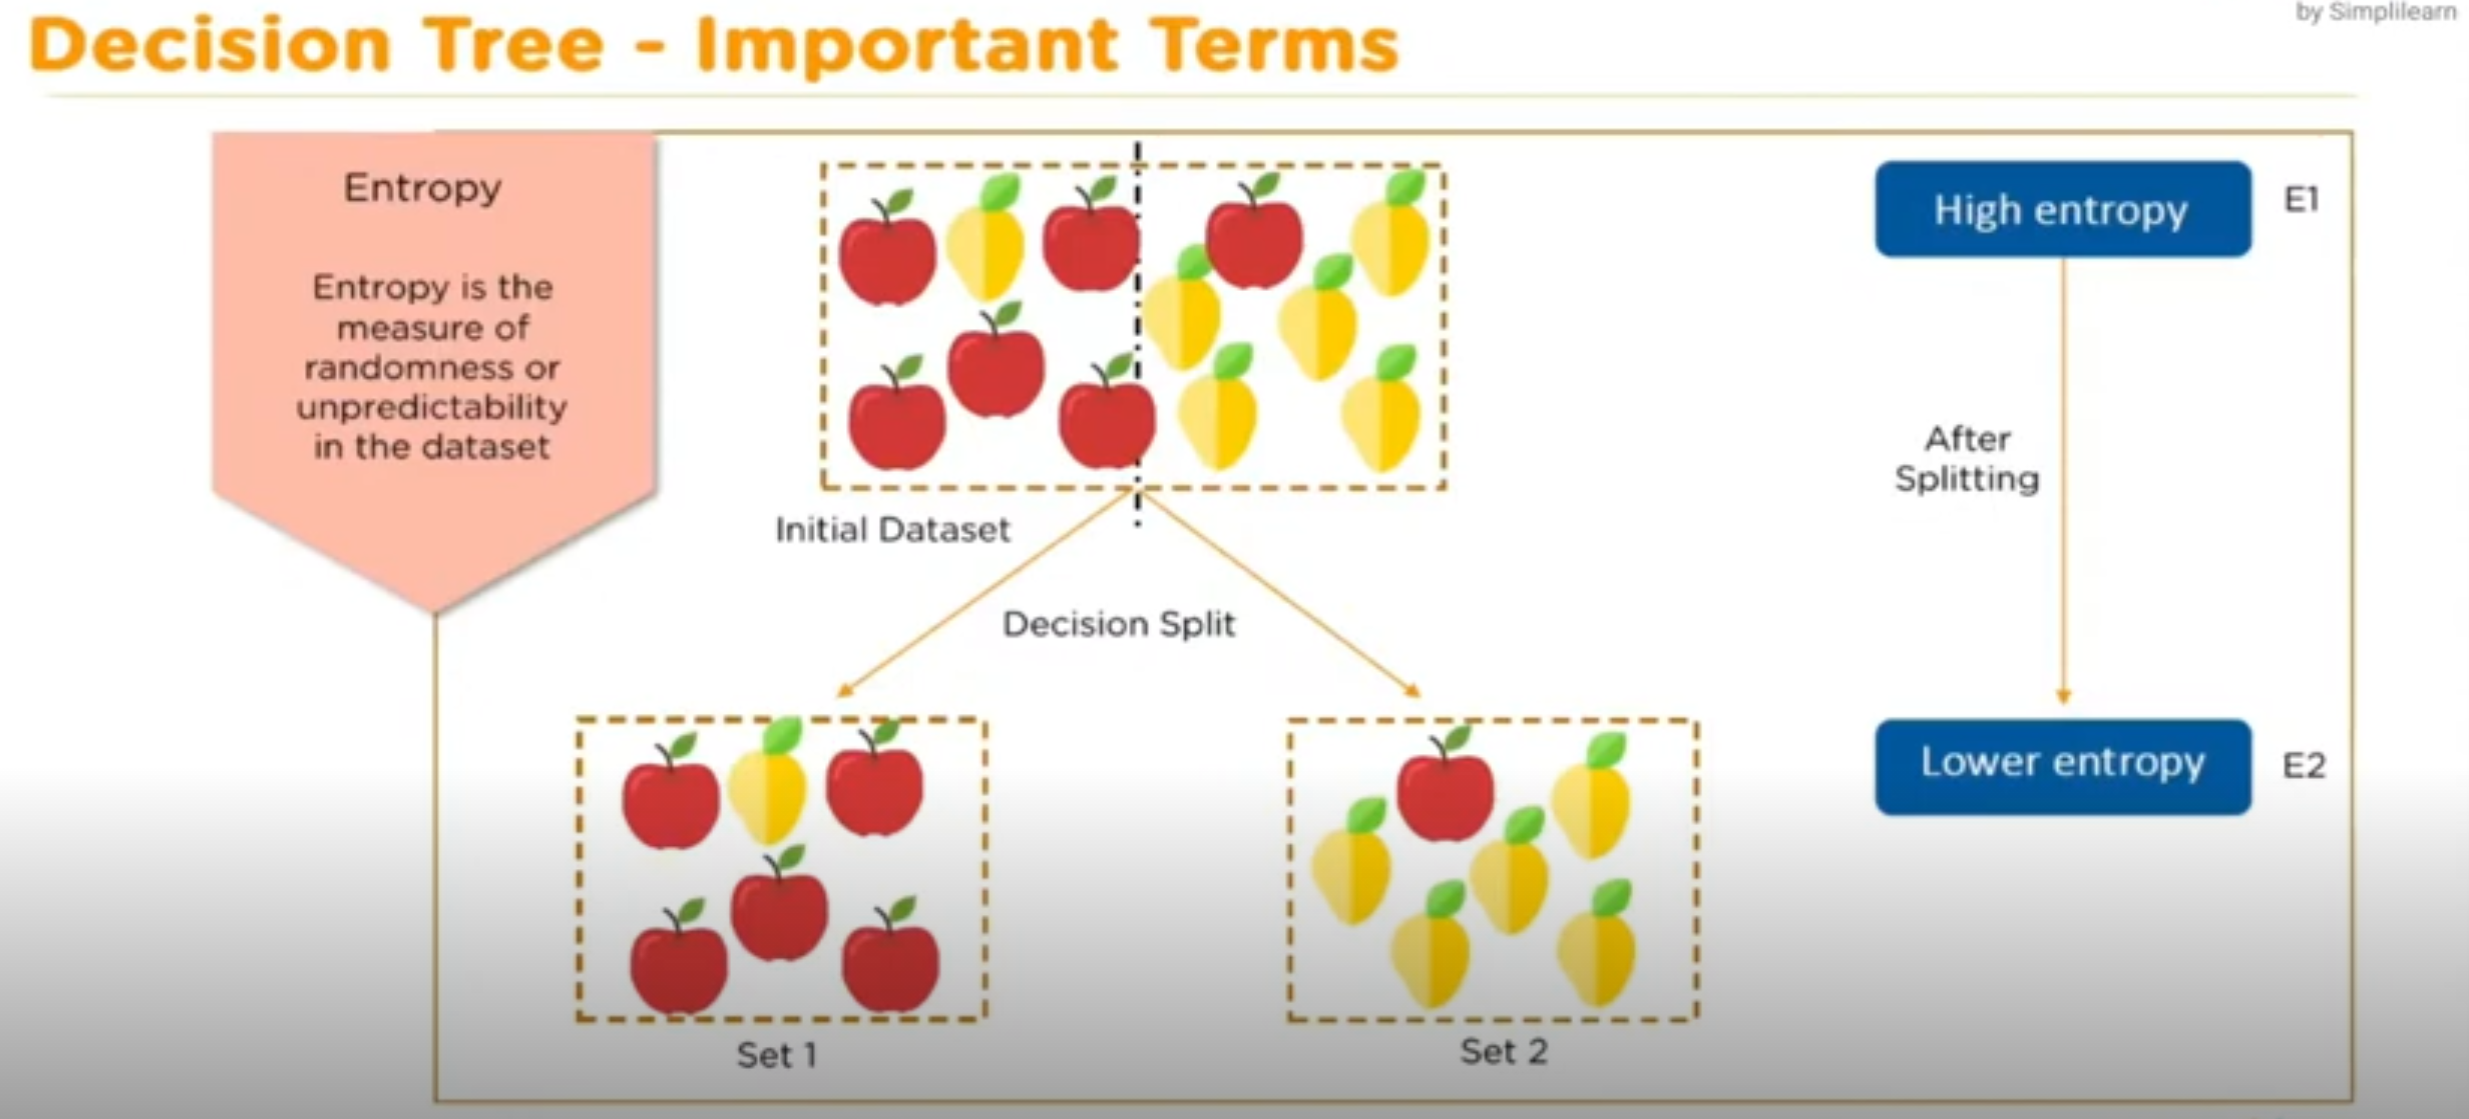 by Simplilearn
Decision Tree - Important Terms
Entropy
Entropy is the
measure of
randomness or
unpredictability
in the dataset
High entropy
E1
After
Splitting
Initial Dataset
Decision Split
Lower entropy
E2
Set 1
Set 2